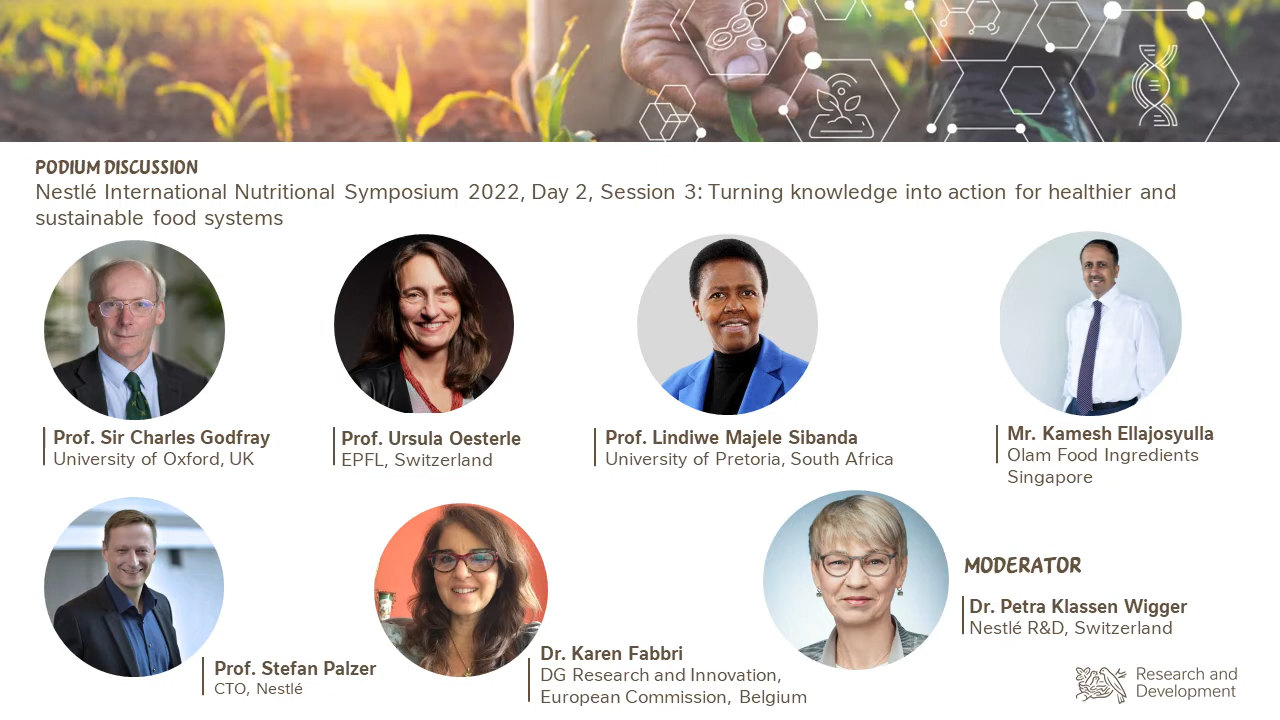 PODIUM DISCUSSION
Nestlé International Nutritional Symposium 2022, Day 2, Session 3: Turning knowledge into action for healthier and
sustainable food systems
Prof. Sir Charles Godfray
University of Oxford, UK
Prof. Ursula Oesterle
EPFL, Switzerland
Prof. Lindiwe Majele Sibanda
University of Pretoria, South Africa
Mr. Kamesh Ellajosyulla
Olam Food Ingredients
Singapore
Prof. Stefan Palzer
CTO, Nestlé
Dr. Karen Fabbri
DG Research and Innovation,
European Commission, Belgium
MODERATOR
Dr. Petra Klassen Wigger
Nestlé R&D, Switzerland
Research and
Development